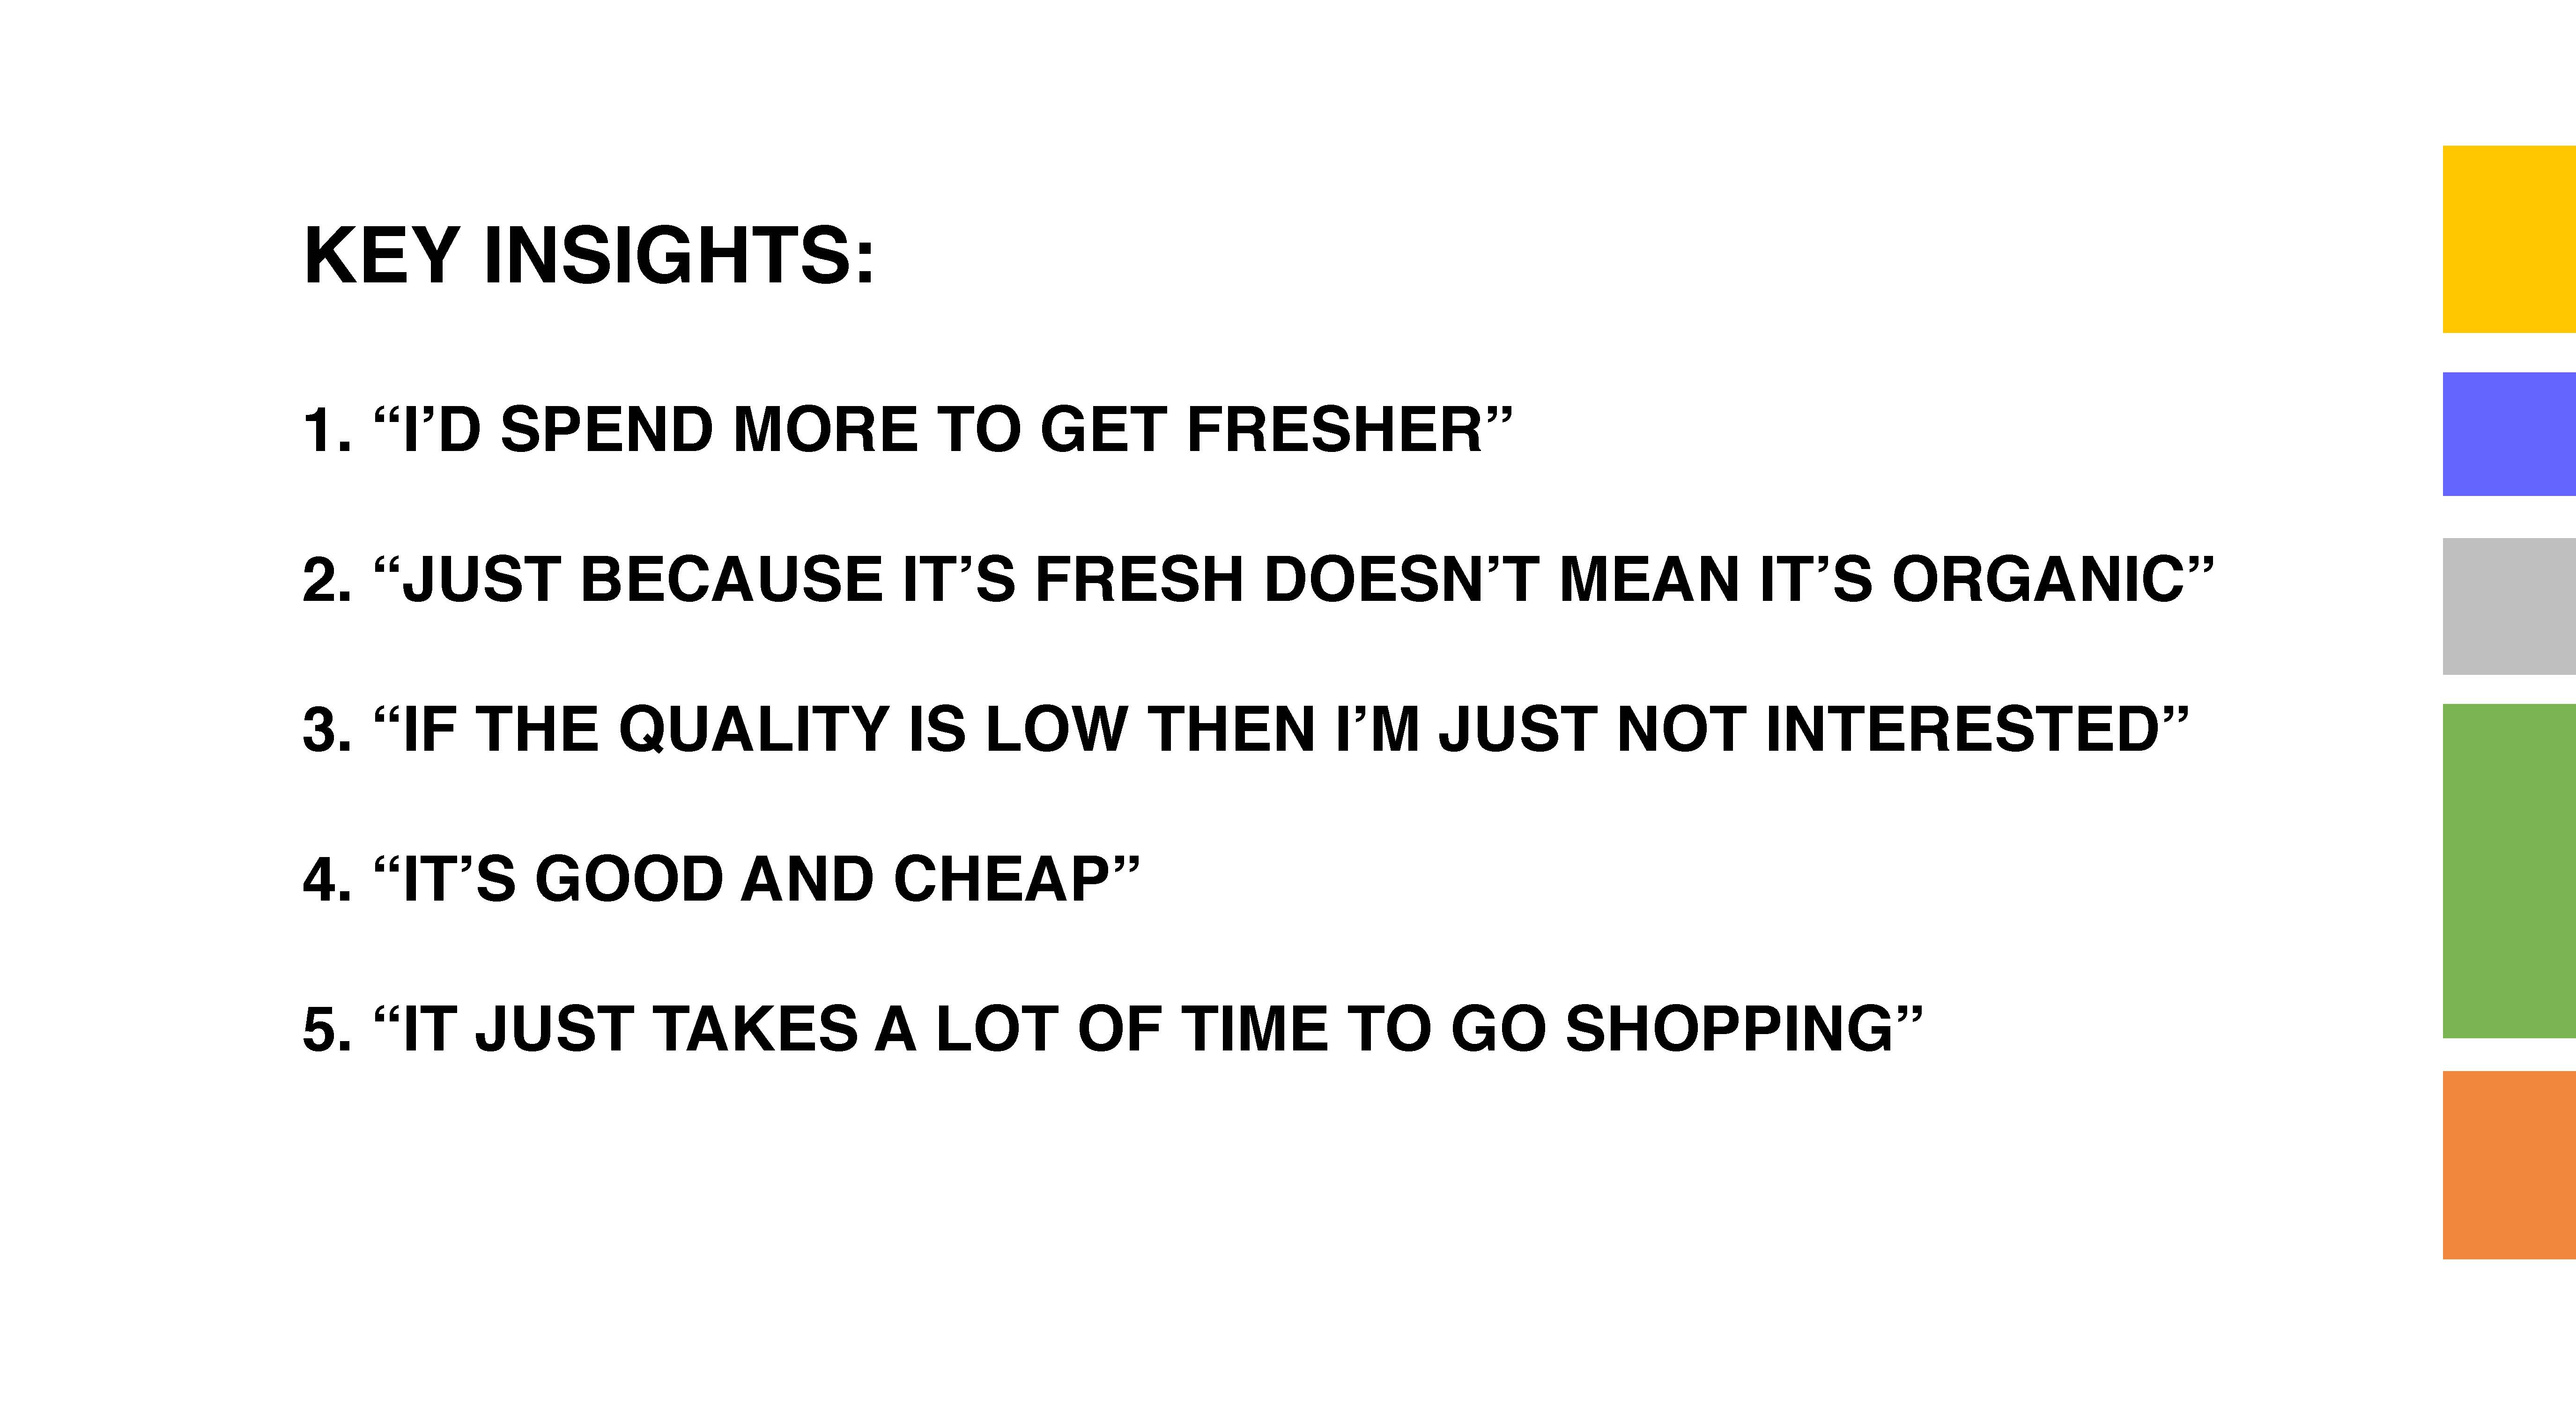 KEY INSIGHTS:
1. “I’D SPEND MORE TO GET FRESHER”
2. “JUST BECAUSE IT’S FRESH DOESN’T MEAN IT’S ORGANIC”
3. “IF THE QUALITY IS LOW THEN I’M JUST NOT INTERESTED”
4. “IT’S GOOD AND CHEAP”
5. “IT JUST TAKES A LOT OF TIME TO GO SHOPPING”